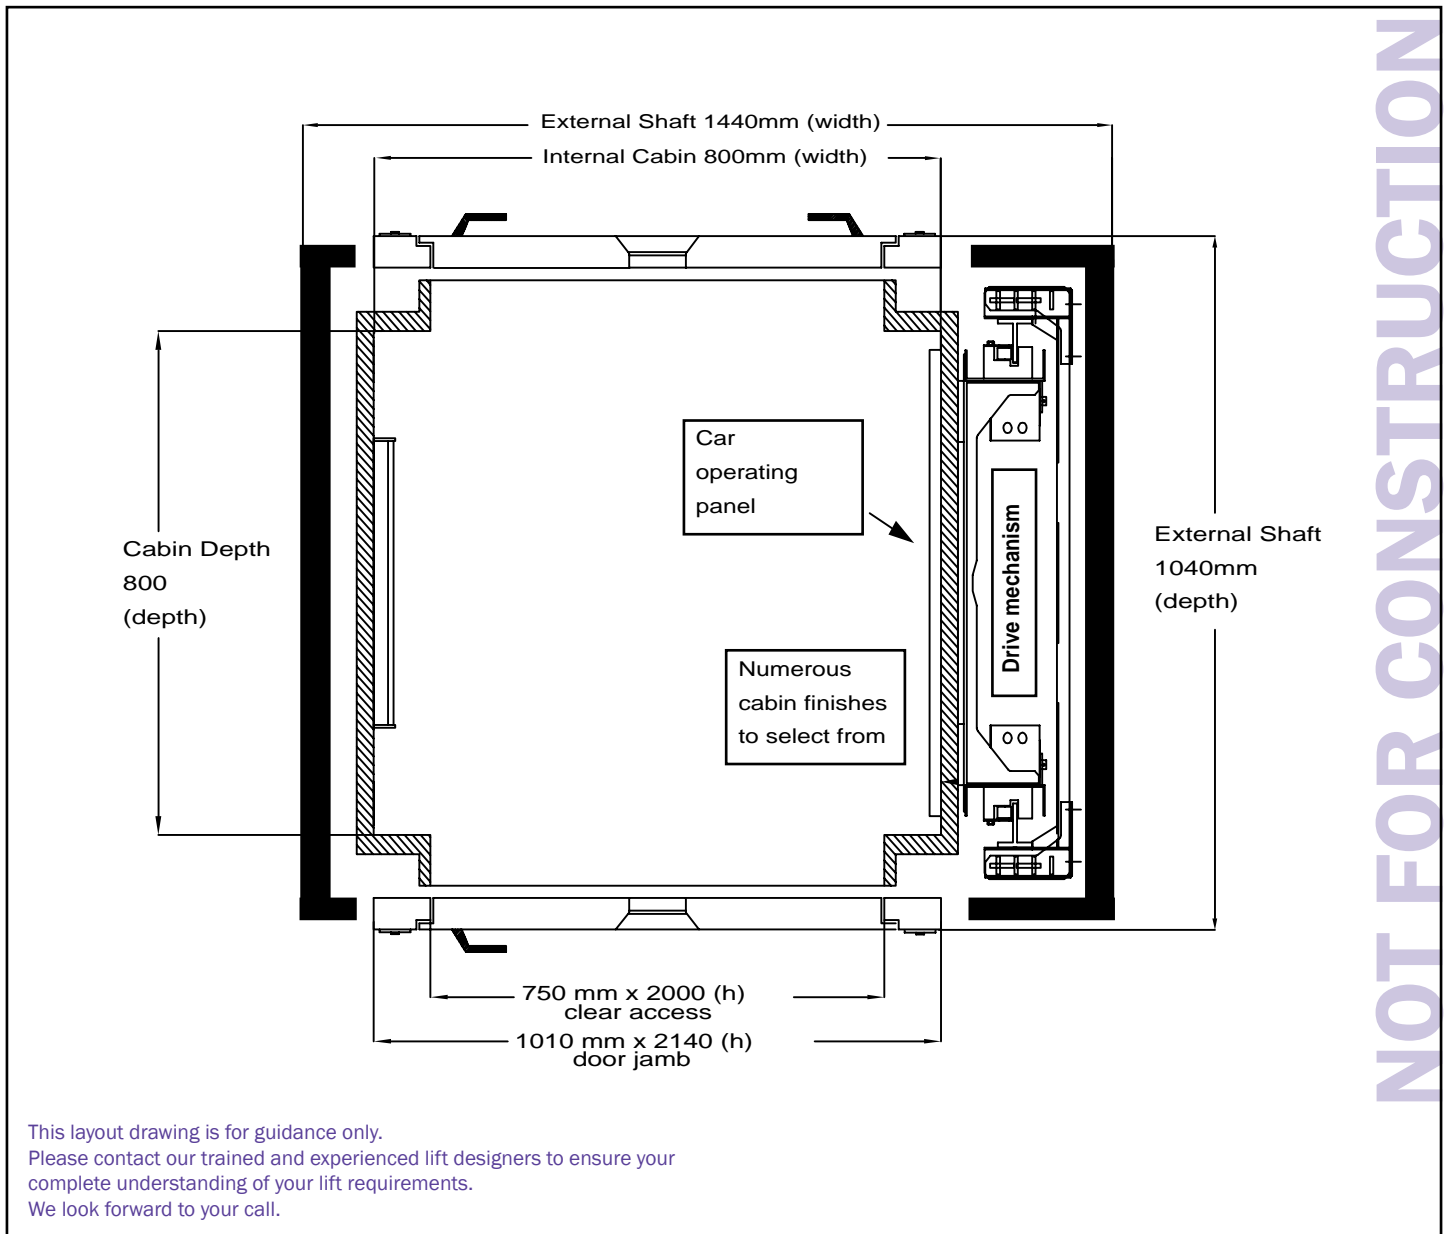 External Shaft 1440mm (width)
Internal Cabin 800mm (width)
NOT FOR CONSTRUCTION
Car
operating
panel
Cabin Depth
800
(depth)
Drive mechanism
External Shaft
1040mm
(depth)
Numerous
cabin finishes
to select from
750 mm x 2000 (h)
clear access
1010 mm x 2140 (h)
door jamb
This layout drawing is for guidance only.
Please contact our trained and experienced lift designers to ensure your
complete understanding of your lift requirements.
We look forward to your call.